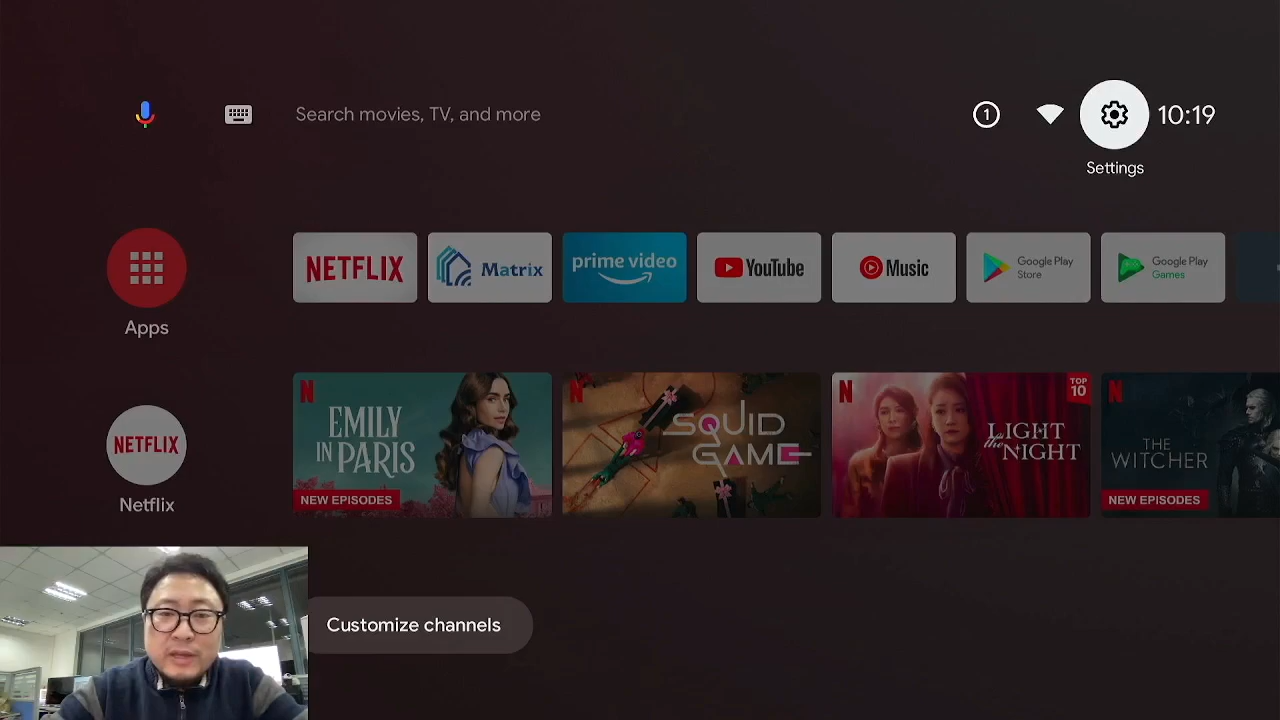 Search movies, TV, and more
1
10:19
Settings
Apps
NETFLIX
Matrix
prime video
YouTube
Music
Google Play
Store
Google Play
Games
NETFLIX
Netflix
N
EMILY
IN PARIS
NEW EPISODES
N
SQUID
GAME
N
TOP
10
LIGHT
the NIGHT
N
THE
WITCHER
NEW EPISODES
Customize channels